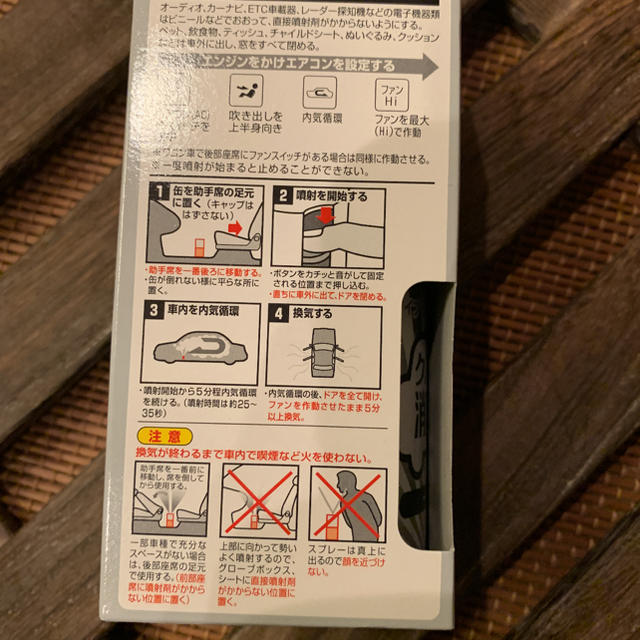 オーディオ、カーナビ、ETC車載器、レーダー探知機などの電子機器類
はビニールなどでおおって、直接噴射剤がかからないようにする。
ペット、飲食物、ティッシュ、チャイルドシート、ぬいぐるみ、クッション
などは車外に出し、窓をすべて閉める。
エンジンをかけエアコンを設定する
吹き出しを
上半身向き
内気循環
ファン
Hi
ファンを最大
(Hi)で作動
※ワゴン車で後部座席にファンスイッチがある場合は同様に作動させる。
※一度噴射が始まると止めることができない。
1 缶を助手席の足元
に置く(キャップは
はずさない)
・助手席を一番後ろに移動する。
・缶が倒れない様に平らな所に
置く。
2 噴射を開始する
・ボタンをカチッと音がして固定
される位置まで押し込む。
・直ちに車外に出て、ドアを閉める。
3 車内を内気循環
・噴射開始から5分程内気循環
を続ける。(噴射時間は約25〜
35秒)
4 換気する
・内気循環の後、ドアを全て開け、
ファンを作動させたまま5分
以上換気。
注意
換気が終わるまで車内で喫煙など火を使わない。
助手席を一番前に
移動し、席を倒して
から使用する。
一部車種で充分な
スペースがない場合
は、後部座席の足元
で使用する。(前部座
席に噴射剤がかから
ない位置に置く)
上部に向かって勢い
よく噴射するので、
グローブボックス、
シートに直接噴射剤
がかからない位置に
置く。
スプレーは真上に
出るので顔を近づけ
ない。
ク消